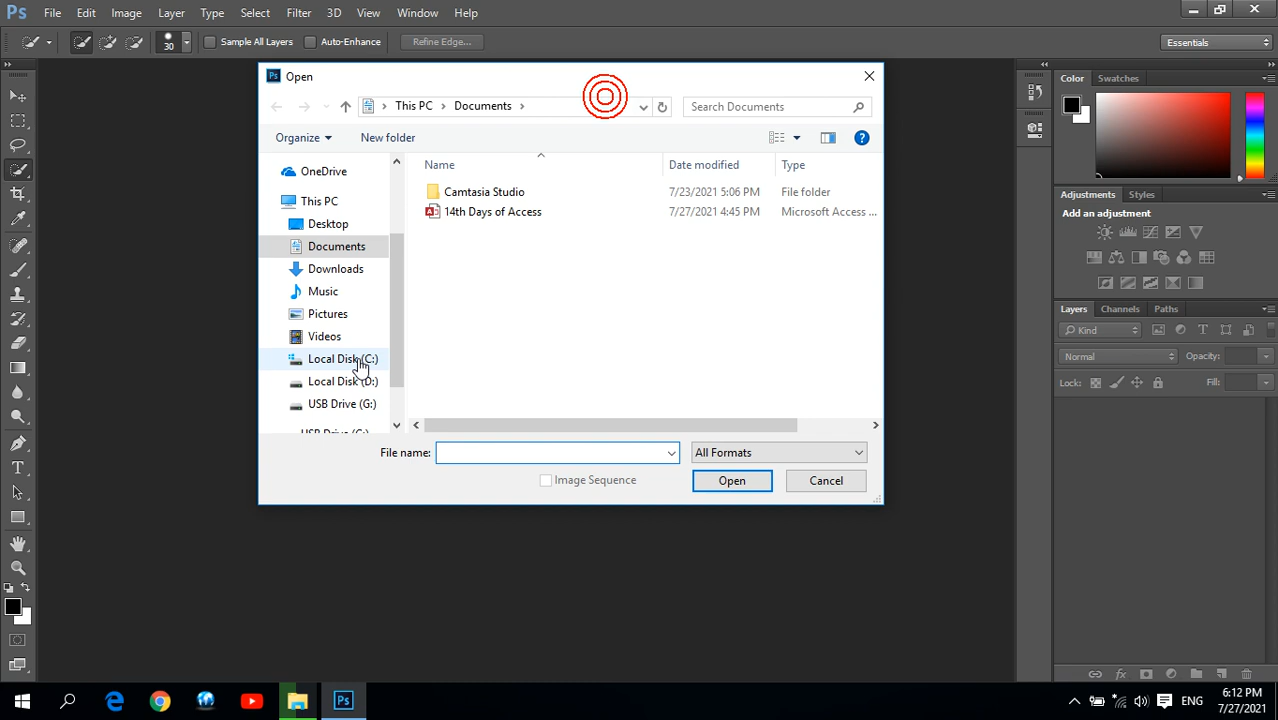 Ps File Edit Image Layer Type Select Filter 3D View Window Help
30 Sample All Layers Auto-Enhance Refine Edge... Essentials
Ps Open
This PC Documents Search Documents
Organize New folder
Name Date modified Type
OneDrive
This PC
Desktop
Documents
Downloads
Music
Pictures
Videos
Local Disk (C:)
Local Disk (D:)
USB Drive (G:)
USB Drive (G:)
Camtasia Studio 7/23/2021 5:06 PM File folder
14th Days of Access 7/27/2021 4:45 PM Microsoft Access ...
File name: All Formats
Image Sequence Open Cancel
Color Swatches
Adjustments Styles
Add an adjustment
Layers Channels Paths
Kind
Normal Opacity:
Lock: Fill:
fx
Ps ENG 6:12 PM
7/27/2021